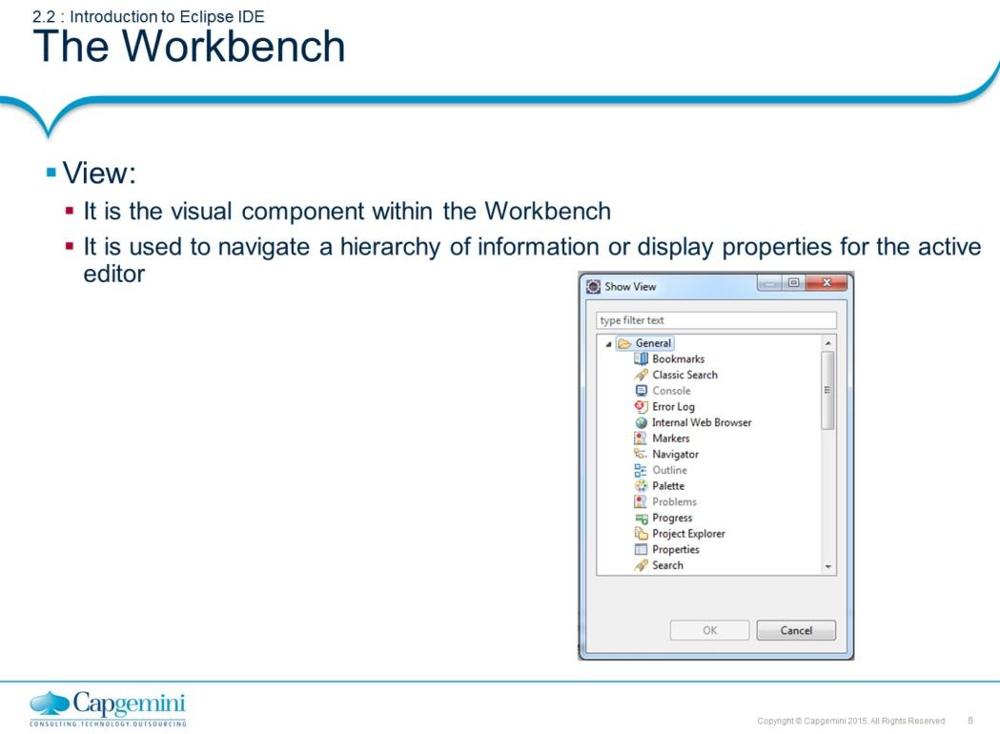 2.2 : Introduction to Eclipse IDE
The Workbench
View:
It is the visual component within the Workbench
It is used to navigate a hierarchy of information or display properties for the active
editor
Show View
type filter text
General
Bookmarks
Classic Search
Console
Error Log
Internal Web Browser
Markers
Navigator
Outline
Palette
Problems
Progress
Project Explorer
Properties
Search
OK Cancel
Capgemini
CONSULTING.TECHNOLOGY.OUTSOURCING
Copyright © Capgemini 2015. All Rights Reserved 8